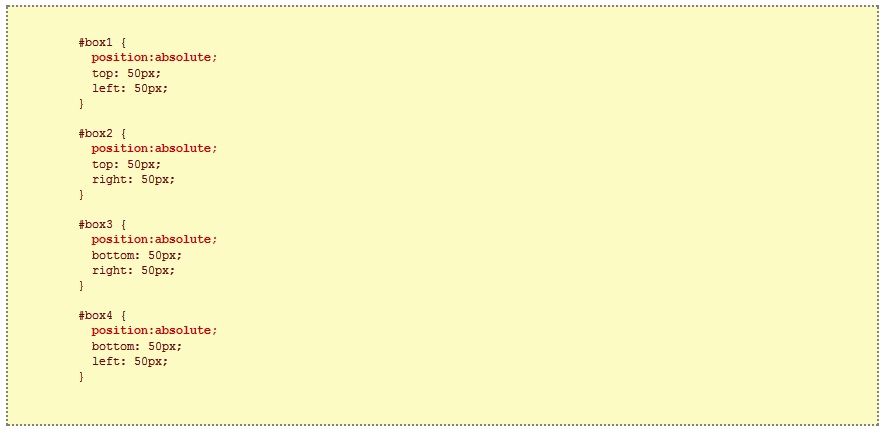 #box1 {
  position:absolute;
  top: 50px;
  left: 50px;
}

#box2 {
  position:absolute;
  top: 50px;
  right: 50px;
}

#box3 {
  position:absolute;
  bottom: 50px;
  right: 50px;
}

#box4 {
  position:absolute;
  bottom: 50px;
  left: 50px;
}